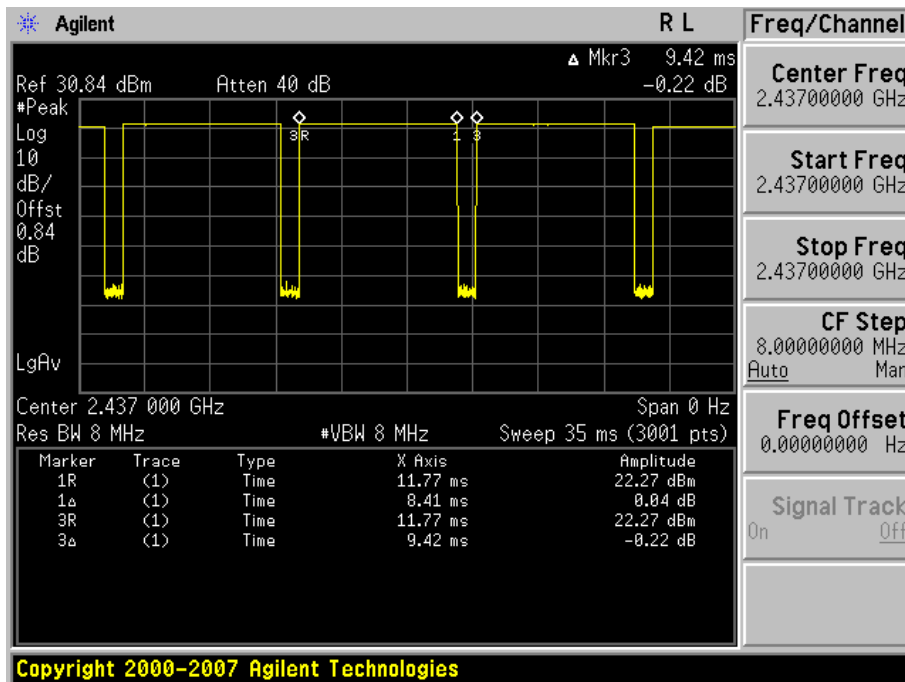 Agilent R L Freq/Channel
Δ Mkr3 9.42 ms
Ref 30.84 dBm Atten 40 dB -0.22 dB
#Peak
Log
10
dB/
Offst
0.84
dB
LgAv
3R 1 3
Center 2.437 000 GHz Span 0 Hz
Res BW 8 MHz #VBW 8 MHz Sweep 35 ms (3001 pts)
Marker Trace Type X Axis Amplitude
1R (1) Time 11.77 ms 22.27 dBm
1Δ (1) Time 8.41 ms 0.04 dB
3R (1) Time 11.77 ms 22.27 dBm
3Δ (1) Time 9.42 ms -0.22 dB
Center Freq
2.43700000 GHz
Start Freq
2.43700000 GHz
Stop Freq
2.43700000 GHz
CF Step
8.00000000 MHz
Auto Man
Freq Offset
0.00000000 Hz
Signal Track
On Off
Copyright 2000-2007 Agilent Technologies